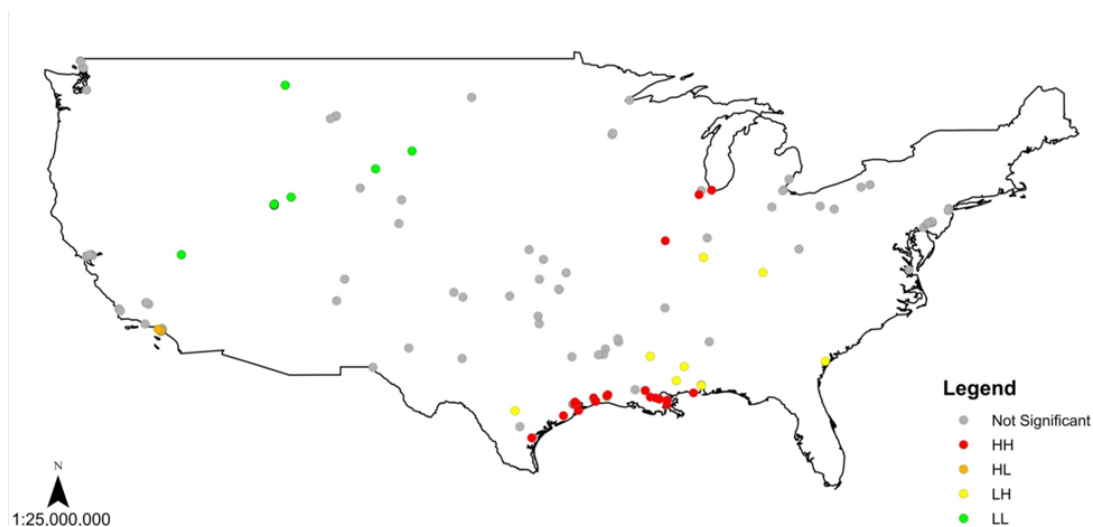 Legend
Not Significant
HH
HL
LH
LL
N
1:25.000.000